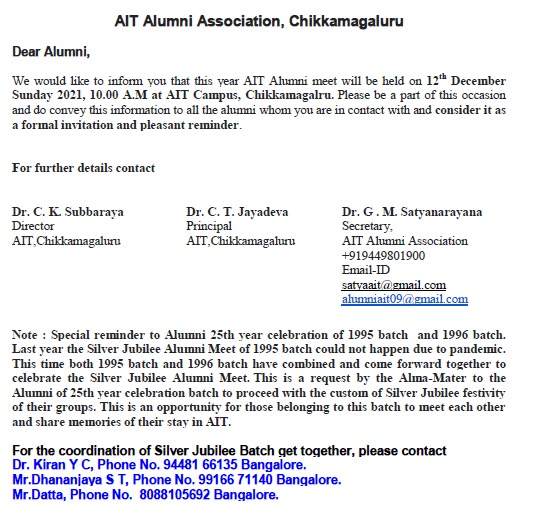 AIT Alumni Association, Chikkamagaluru
Dear Alumni,
We would like to inform you that this year AIT Alumni meet will be held on 12th December
Sunday 2021, 10.00 A.M at AIT Campus, Chikkamagalru. Please be a part of this occasion
and do convey this information to all the alumni whom you are in contact with and consider it as
a formal invitation and pleasant reminder.
For further details contact
Dr. C. K. Subbaraya
Director
AIT,Chikkamagaluru
Dr. C. T. Jayadeva
Principal
AIT,Chikkamagaluru
Dr. G . M. Satyanarayana
Secretary,
AIT Alumni Association
+919449801900
Email-ID
satyaait@gmail.com
alumniait09@gmail.com
Note : Special reminder to Alumni 25th year celebration of 1995 batch and 1996 batch.
Last year the Silver Jubilee Alumni Meet of 1995 batch could not happen due to pandemic.
This time both 1995 batch and 1996 batch have combined and come forward together to
celebrate the Silver Jubilee Alumni Meet. This is a request by the Alma-Mater to the
Alumni of 25th year celebration batch to proceed with the custom of Silver Jubilee festivity
of their groups. This is an opportunity for those belonging to this batch to meet each other
and share memories of their stay in AIT.
For the coordination of Silver Jubilee Batch get together, please contact
Dr. Kiran Y C, Phone No. 94481 66135 Bangalore.
Mr.Dhananjaya S T, Phone No. 99166 71140 Bangalore.
Mr.Datta, Phone No. 8088105692 Bangalore.